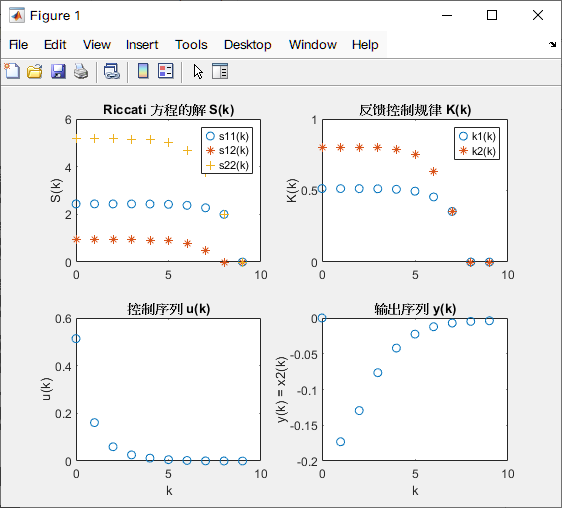 Figure 1
File Edit View Insert Tools Desktop Window Help
Riccati 方程的解 S(k)
6
4
2
0
S(k)
s11(k)
s12(k)
s22(k)
0 5 10
反馈控制规律 K(k)
1
0.5
0
K(k)
k1(k)
k2(k)
0 5 10
控制序列 u(k)
0.6
0.4
0.2
0
u(k)
0 5 10
k
输出序列 y(k)
0
-0.05
-0.1
-0.15
-0.2
y(k) = x2(k)
0 5 10
k